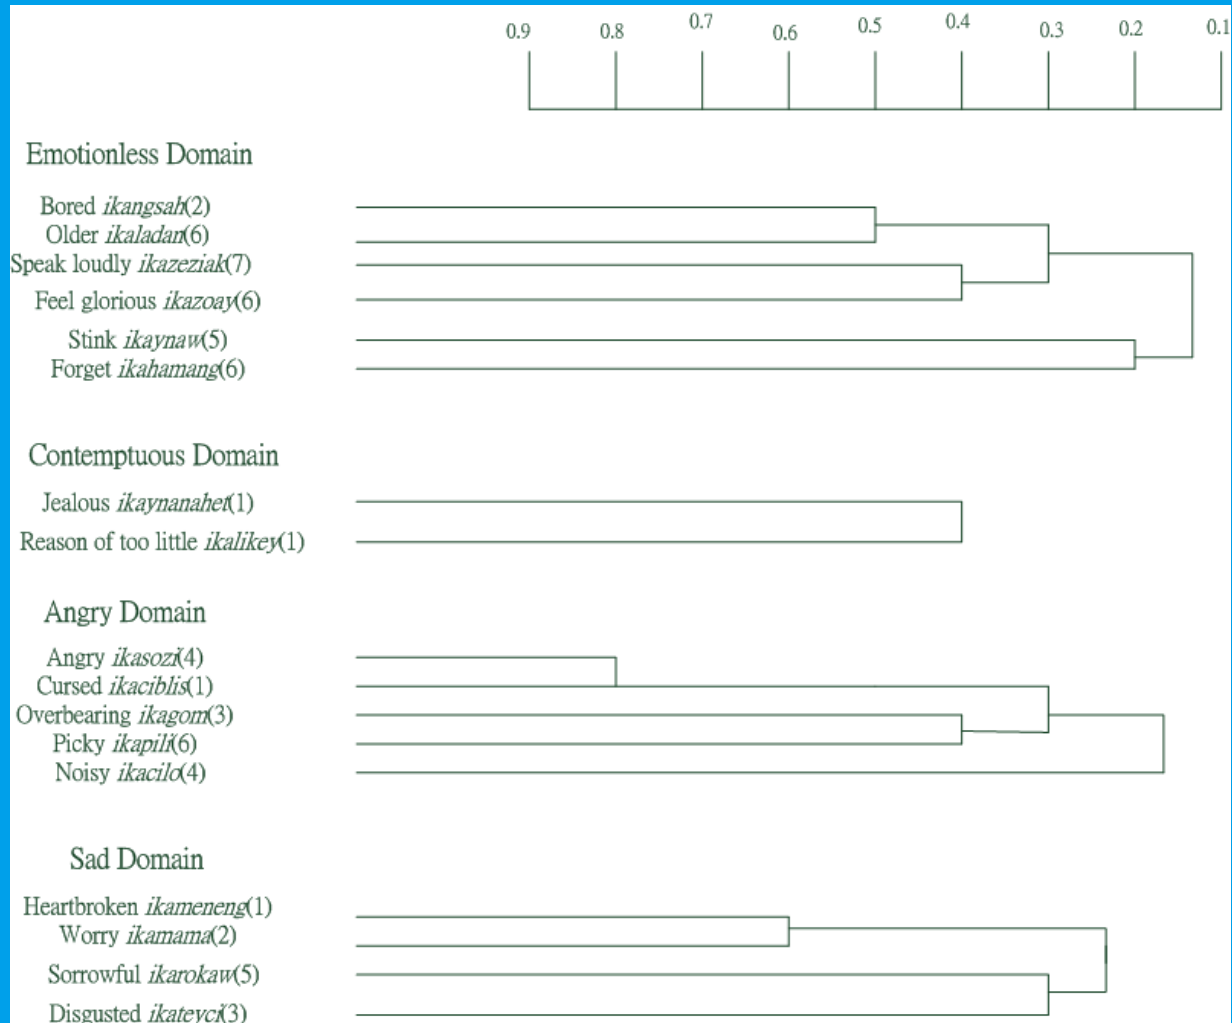 0.9 0.8 0.7 0.6 0.5 0.4 0.3 0.2 0.1
Emotionless Domain
Bored ikangsah(2)
Older ikaladan(6)
Speak loudly ikazeziak(7)
Feel glorious ikazoay(6)
Stink ikaynaw(5)
Forget ikahamang(6)
Contemptuous Domain
Jealous ikaynanahet(1)
Reason of too little ikalikey(1)
Angry Domain
Angry ikasozi(4)
Cursed ikaciblis(1)
Overbearing ikagom(3)
Picky ikapili(6)
Noisy ikacilo(4)
Sad Domain
Heartbroken ikameneng(1)
Worry ikamama(2)
Sorrowful ikarokaw(5)
Disgusted ikateyci(3)